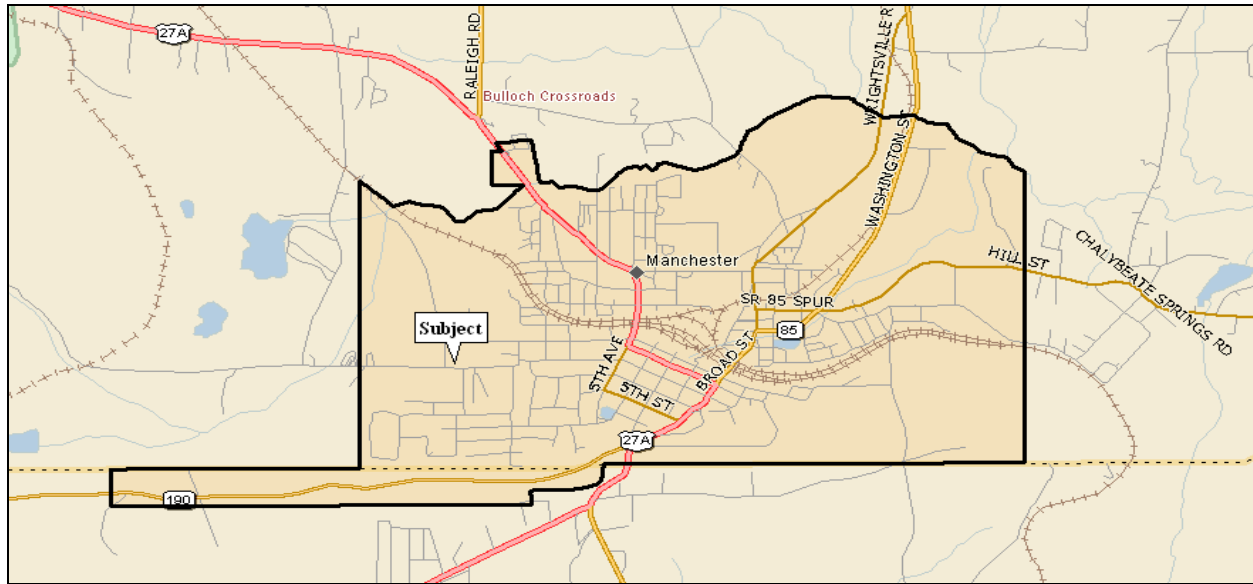 27A
RALEIGH RD
WRIGHTSVILLE R
Bulloch Crossroads
WASHINGTON ST
Manchester
HILL ST
CHALYBEATE SPRINGS RD
SR 85 SPUR
Subject
85
5TH AVE
BROAD ST
5TH ST
27A
190